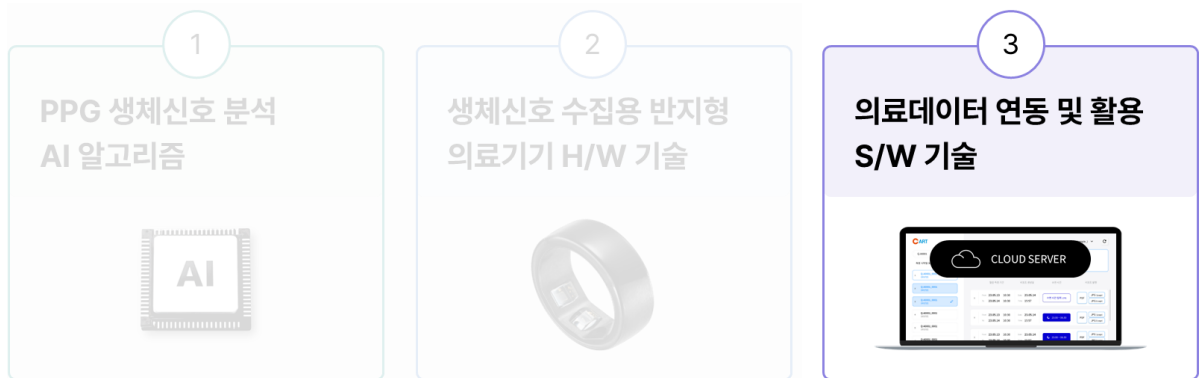 1
PPG 생체신호 분석
AI 알고리즘
AI
2
생체신호 수집용 반지형
의료기기 H/W 기술
3
의료데이터 연동 및 활용
S/W 기술
CART
CLOUD SERVER